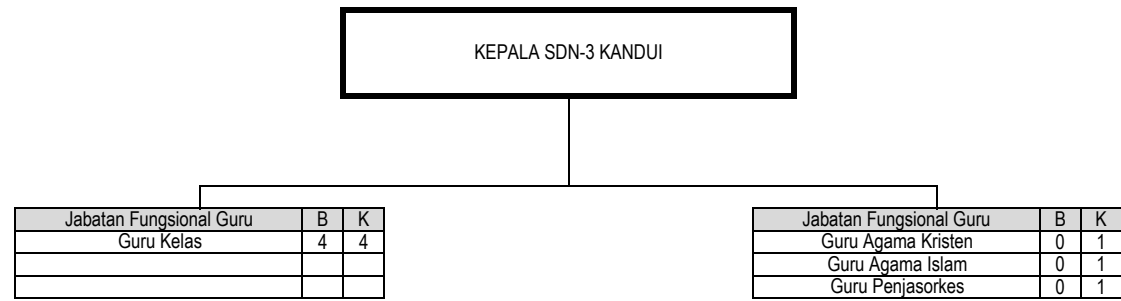 KEPALA SDN-3 KANDUI
Jabatan Fungsional Guru B K
Guru Kelas 4 4
Jabatan Fungsional Guru B K
Guru Agama Kristen 0 1
Guru Agama Islam 0 1
Guru Penjasorkes 0 1